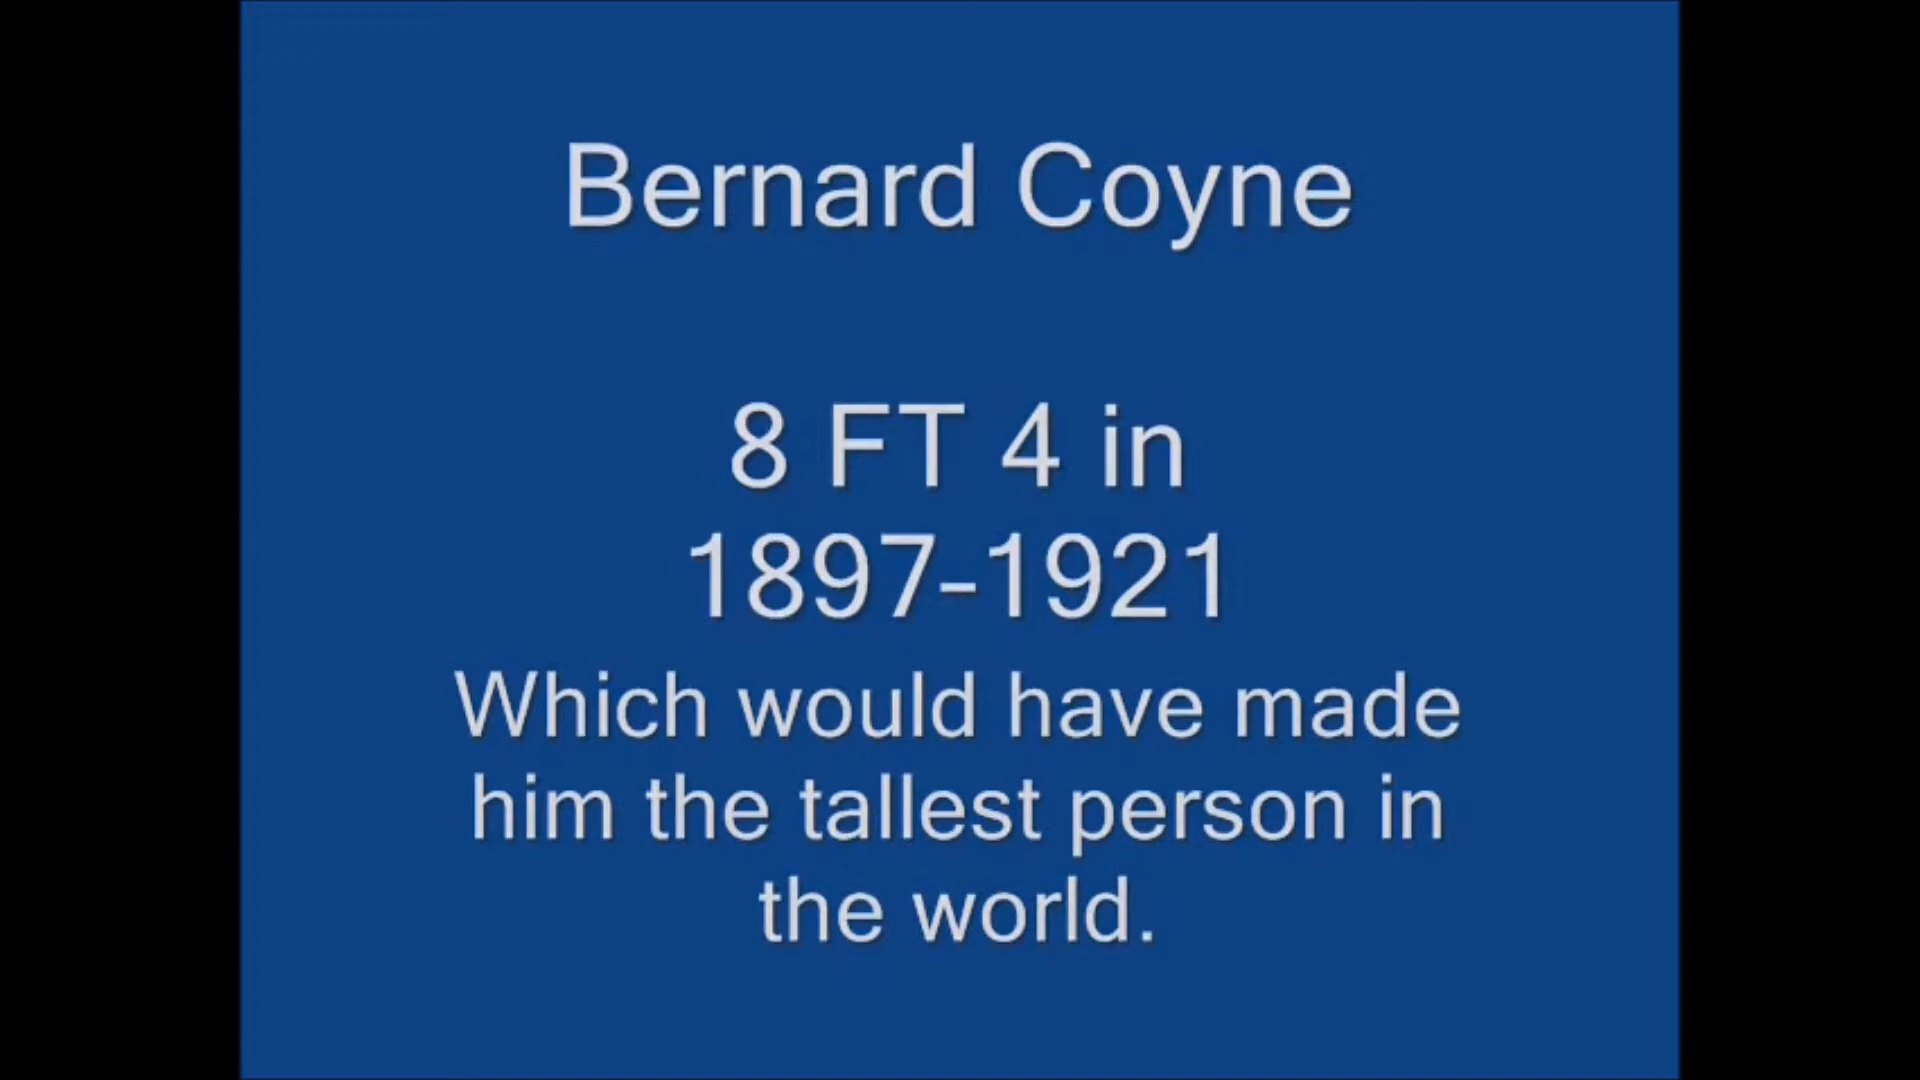 Bernard Coyne
8 FT 4 in
1897-1921
Which would have made
him the tallest person in
the world.